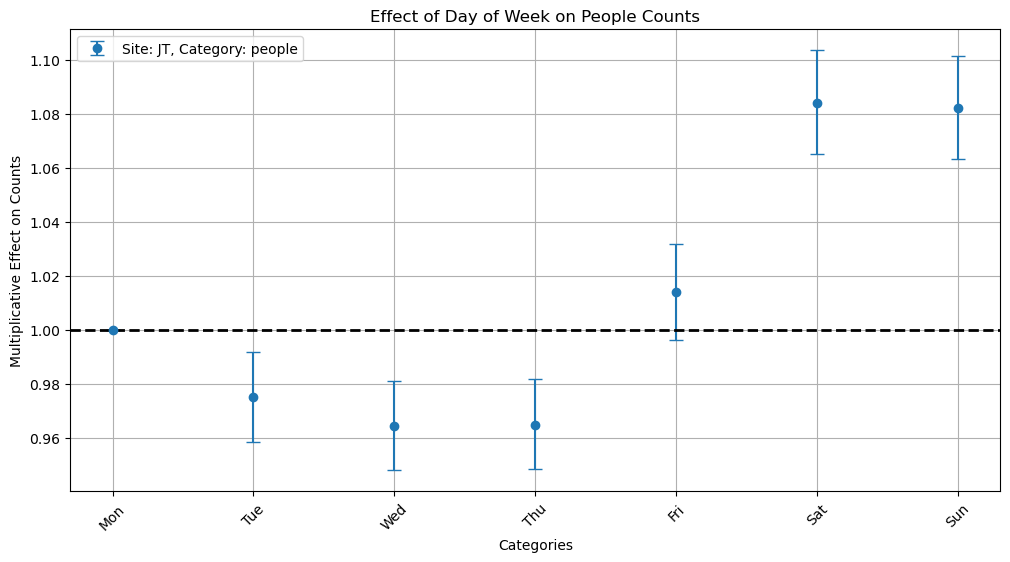 Effect of Day of Week on People Counts
Site: JT, Category: people
Multiplicative Effect on Counts
1.10
1.08
1.06
1.04
1.02
1.00
0.98
0.96
Mon
Tue
Wed
Thu
Fri
Sat
Sun
Categories